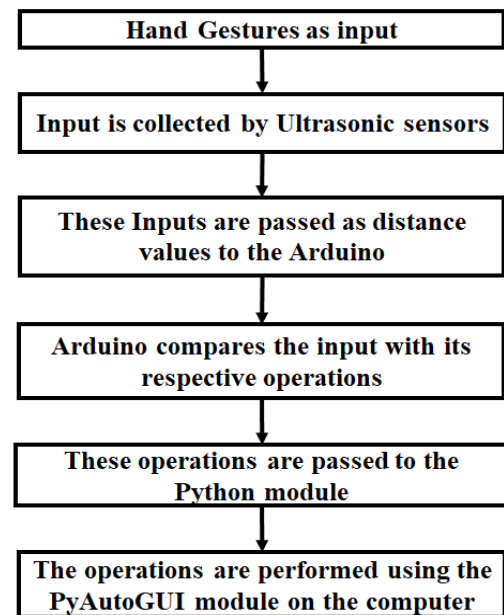 Hand Gestures as input
Input is collected by Ultrasonic sensors
These Inputs are passed as distance
values to the Arduino
Arduino compares the input with its
respective operations
These operations are passed to the
Python module
The operations are performed using the
PyAutoGUI module on the computer